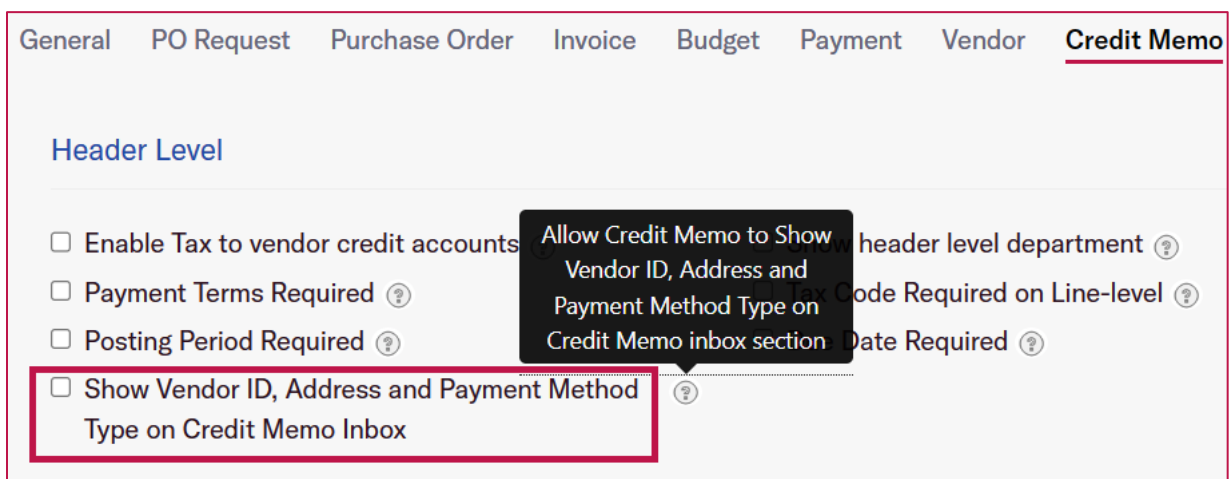 General PO Request Purchase Order Invoice Budget Payment Vendor Credit Memo
Header Level
Enable Tax to vendor credit accounts
Allow Credit Memo to Show
Vendor ID, Address and
Payment Method Type on
Credit Memo inbox section
header level department
Payment Terms Required
Code Required on Line-level
Posting Period Required
Date Required
Show Vendor ID, Address and Payment Method
Type on Credit Memo Inbox